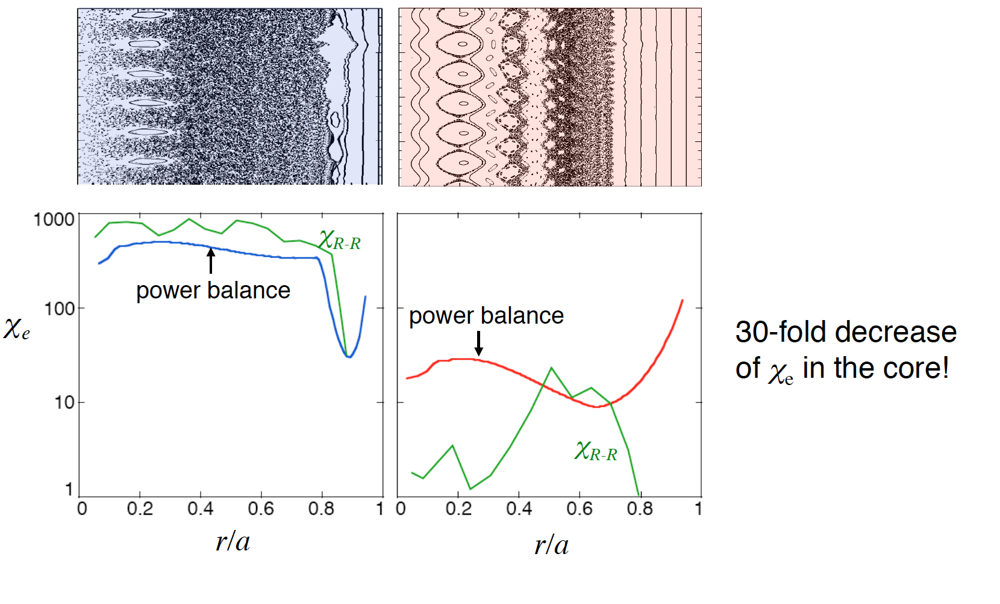 1000
100
10
1
χe
χR-R
power balance
0 0.2 0.4 0.6 0.8 1
r/a
power balance
χR-R
0 0.2 0.4 0.6 0.8 1
r/a
30-fold decrease
of χe in the core!